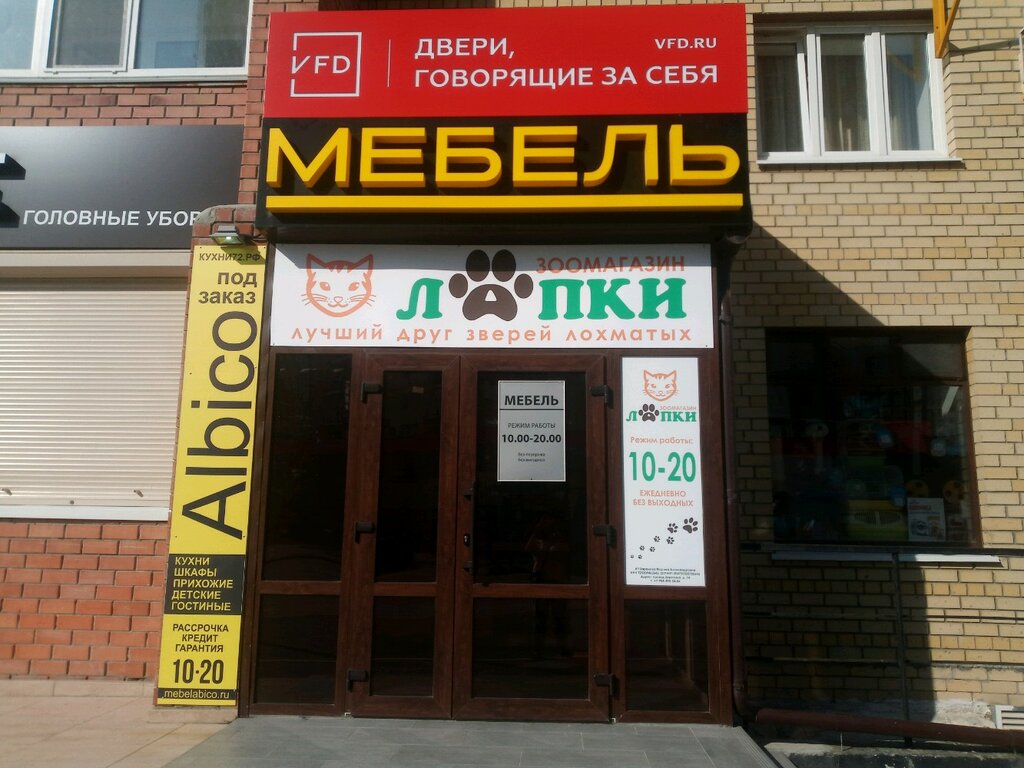 VFD
ДВЕРИ,
ГОВОРЯЩИЕ ЗА СЕБЯ
VFD.RU
МЕБЕЛЬ
ГОЛОВНЫЕ УБОР
ЗООМАГАЗИН
ЛАПКИ
лучший друг зверей лохматых
КУХНИ72.РФ
под
заказ
Albico
КУХНИ
ШКАФЫ
ПРИХОЖИЕ
ДЕТСКИЕ
ГОСТИНЫЕ
РАССРОЧКА
КРЕДИТ
ГАРАНТИЯ
10-20
mebelabico.ru
МЕБЕЛЬ
РЕЖИМ РАБОТЫ
10.00-20.00
ЗООМАГАЗИН
ЛАПКИ
Режим работы:
10-20
ЕЖЕДНЕВНО
БЕЗ ВЫХОДНЫХ